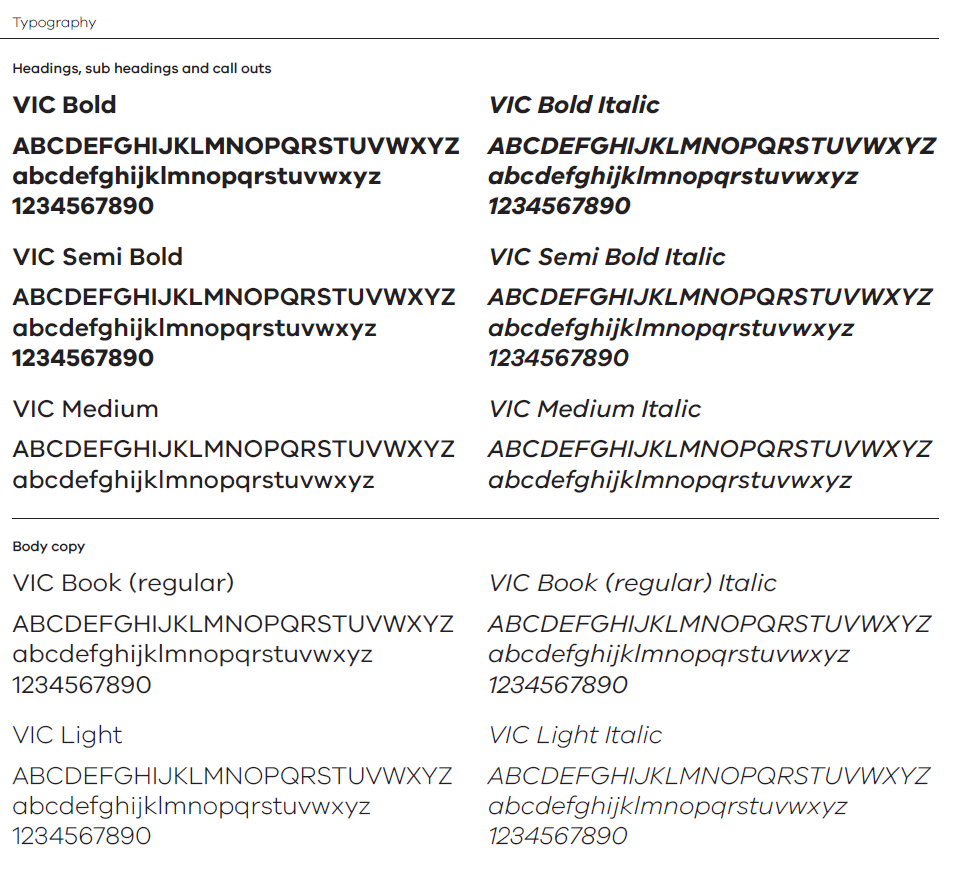 Typography
Headings, sub headings and call outs
VIC Bold
ABCDEFGHIJKLMNOPQRSTUVWXYZ
abcdefghijklmnopqrstuvwxyz
1234567890
VIC Bold Italic
ABCDEFGHIJKLMNOPQRSTUVWXYZ
abcdefghijklmnopqrstuvwxyz
1234567890
VIC Semi Bold
ABCDEFGHIJKLMNOPQRSTUVWXYZ
abcdefghijklmnopqrstuvwxyz
1234567890
VIC Semi Bold Italic
ABCDEFGHIJKLMNOPQRSTUVWXYZ
abcdefghijklmnopqrstuvwxyz
1234567890
VIC Medium
ABCDEFGHIJKLMNOPQRSTUVWXYZ
abcdefghijklmnopqrstuvwxyz
VIC Medium Italic
ABCDEFGHIJKLMNOPQRSTUVWXYZ
abcdefghijklmnopqrstuvwxyz
Body copy
VIC Book (regular)
ABCDEFGHIJKLMNOPQRSTUVWXYZ
abcdefghijklmnopqrstuvwxyz
1234567890
VIC Book (regular) Italic
ABCDEFGHIJKLMNOPQRSTUVWXYZ
abcdefghijklmnopqrstuvwxyz
1234567890
VIC Light
ABCDEFGHIJKLMNOPQRSTUVWXYZ
abcdefghijklmnopqrstuvwxyz
1234567890
VIC Light Italic
ABCDEFGHIJKLMNOPQRSTUVWXYZ
abcdefghijklmnopqrstuvwxyz
1234567890